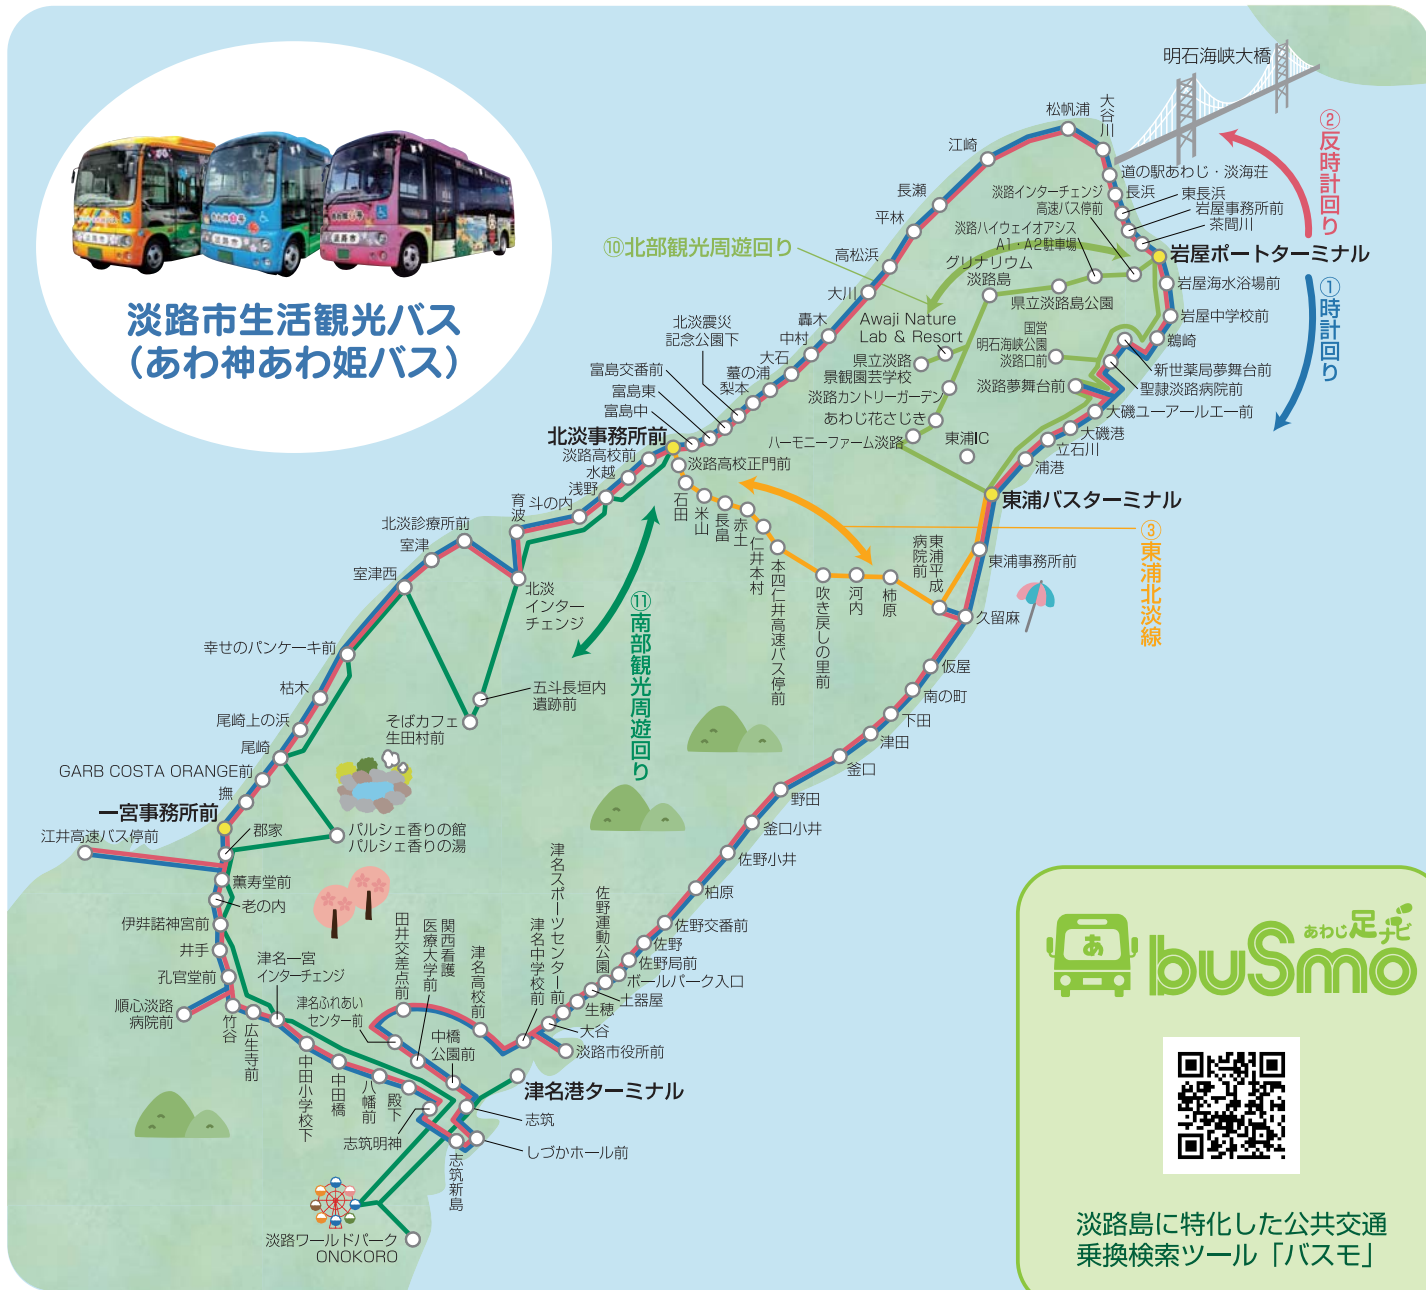 明石海峡大橋
②反時計回り
①時計回り
⑩北部観光周遊回り
③東浦北淡線
⑪南部観光周遊回り
淡路市生活観光バス
(あわ神あわ姫バス)
松帆浦
大谷川
道の駅あわじ・淡海荘
長浜
東長浜
岩屋事務所前
茶間川
岩屋ポートターミナル
岩屋海水浴場前
岩屋中学校前
鵜崎
新世薬局夢舞台前
聖隷淡路病院前
淡路夢舞台前
大磯ユーアールエー前
大磯港
立石川
浦港
東浦バスターミナル
東浦事務所前
久留麻
東浦平成
病院前
仮屋
南の町
下田
津田
釜口
野田
釜口小井
佐野小井
柏原
佐野交番前
佐野
佐野局前
ボールパーク入口
佐野運動公園
土器屋
生穂
津名スポーツセンター前
大谷
淡路市役所前
津名中学校前
津名高校前
田井交差点前
津名ふれあい
センター前
関西看護
医療大学前
中橋
公園前
津名港ターミナル
志筑
しづかホール前
志筑新島
志筑明神
殿下
八幡前
中田橋
中田小学校下
津名一宮
インターチェンジ
広生寺前
竹谷
順心淡路
病院前
孔官堂前
井手
伊弉諾神宮前
老の内
薫寿堂前
郡家
江井高速バス停前
一宮事務所前
撫
GARB COSTA ORANGE前
尾崎
尾崎上の浜
枯木
幸せのパンケーキ前
室津西
室津
北淡診療所前
北淡
インター
チェンジ
育波
斗の内
浅野
水越
淡路高校前
北淡事務所前
富島中
富島東
富島交番前
北淡震災
記念公園下
梨本
蟇の浦
大石
中村
轟木
大川
高松浜
平林
長瀬
江崎
淡路インターチェンジ
高速バス停前
淡路ハイウェイオアシス
A1・A2駐車場
グリナリウム
淡路島
県立淡路島公園
国営
明石海峡公園
淡路口前
Awaji Nature
Lab & Resort
県立淡路
景観園芸学校
淡路カントリーガーデン
あわじ花さじき
ハーモニーファーム淡路
東浦IC
淡路高校正門前
石田
米山
長畠
赤土
仁井本村
本四仁井高速バス停前
吹き戻しの里前
河内
柿原
五斗長垣内
遺跡前
そばカフェ
生田村前
パルシェ香りの館
パルシェ香りの湯
淡路ワールドパーク
ONOKORO
あ
あわじ足ナビ
buSmo
淡路島に特化した公共交通
乗換検索ツール「バスモ」